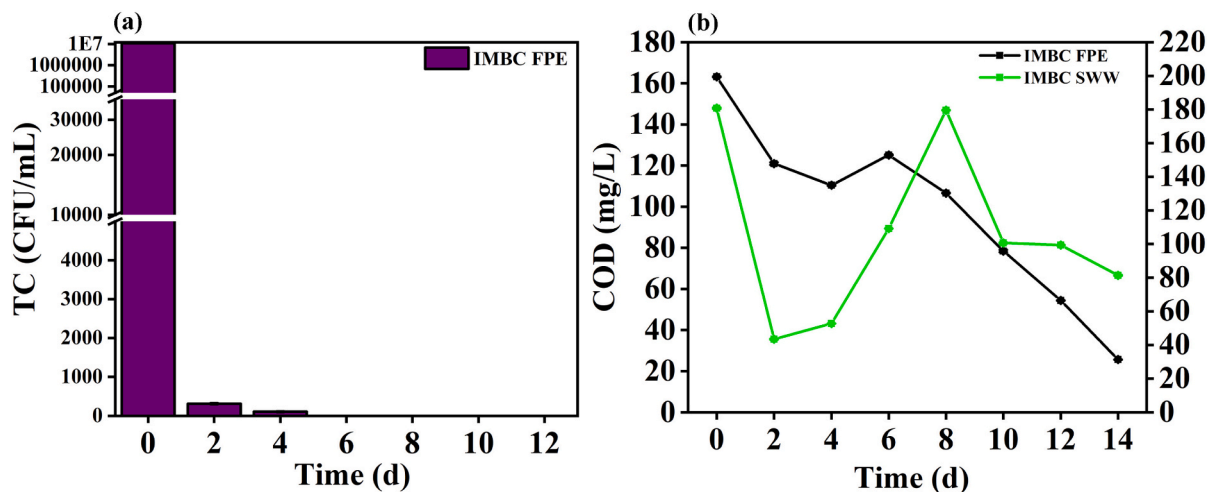 (a)
IMBC FPE
TC (CFU/mL)
1E7
1000000
100000
30000
20000
10000
4000
3000
2000
1000
0
0 2 4 6 8 10 12
Time (d)
(b)
IMBC FPE
IMBC SWW
COD (mg/L)
180
160
140
120
100
80
60
40
20
0
220
200
180
160
140
120
100
80
60
40
20
0
0 2 4 6 8 10 12 14
Time (d)